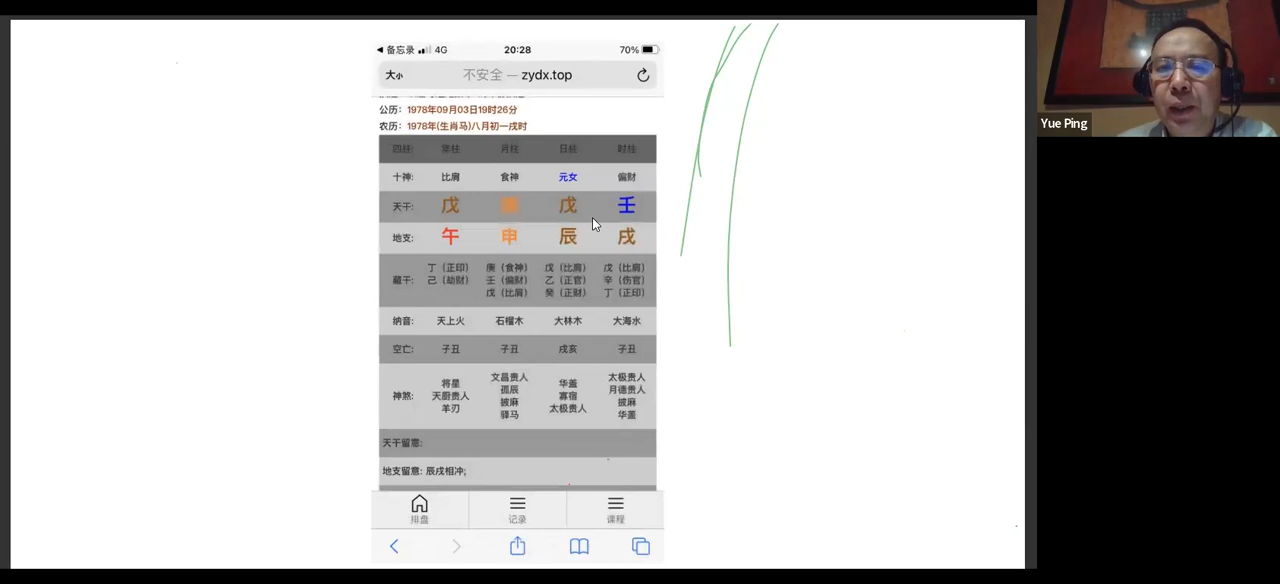 备忘录 4G 20:28 70%
大小 不安全 — zydx.top
公历: 1978年09月03日19时26分
农历: 1978年(生肖马)八月初一戌时
四柱: 年柱 月柱 日柱 时柱
十神: 比肩 食神 元女 偏财
天干: 戊 庚 戊 壬
地支: 午 申 辰 戌
藏干: 丁 (正印) 庚 (食神) 戊 (比肩) 戊 (比肩)
己 (劫财) 壬 (偏财) 乙 (正官) 辛 (伤官)
戊 (比肩) 癸 (正财) 丁 (正印)
纳音: 天上火 石榴木 大林木 大海水
空亡: 子丑 子丑 戌亥 子丑
神煞: 将星 文昌贵人 华盖 太极贵人
天厨贵人 孤辰 寡宿 月德贵人
羊刃 披麻 太极贵人 披麻
驿马 华盖
天干留意:
地支留意: 辰戌相冲;
排盘 记录 课程
Yue Ping